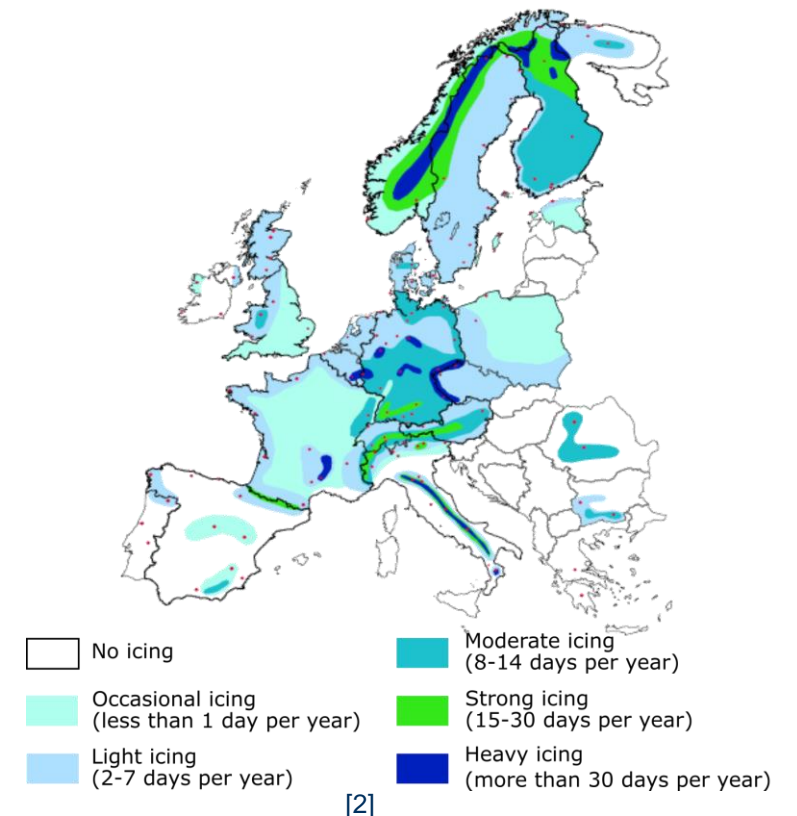 No icing
Occasional icing
(less than 1 day per year)
Light icing
(2-7 days per year)
Moderate icing
(8-14 days per year)
Strong icing
(15-30 days per year)
Heavy icing
(more than 30 days per year)
[2]